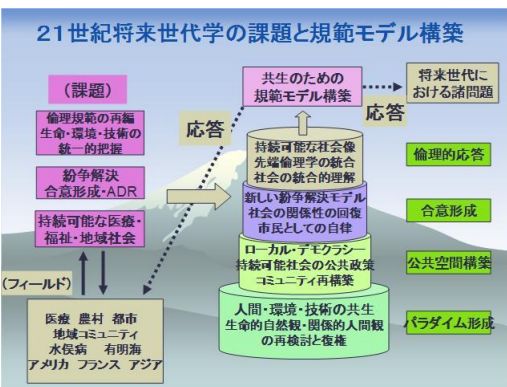 21世紀将来世代学の課題と規範モデル構築
(課題)
倫理規範の再編
生命・環境・技術の
統一的把握
紛争解決
合意形成・ADR
持続可能な医療・
福祉・地域社会
(フィールド)
医療 農村 都市
地域コミュニティ
水俣病 有明海
アメリカ フランス アジア
応答
共生のための
規範モデル構築
応答
将来世代に
おける諸問題
持続可能な社会像
先端倫理学の統合
社会の統合的理解
新しい紛争解決モデル
社会の関係性の回復
市民としての自律
ローカル・デモクラシー
持続可能社会の公共政策
コミュニティ再構築
人間・環境・技術の共生
生命的自然観・関係的人間観
の再検討と復権
倫理的応答
合意形成
公共空間構築
パラダイム形成